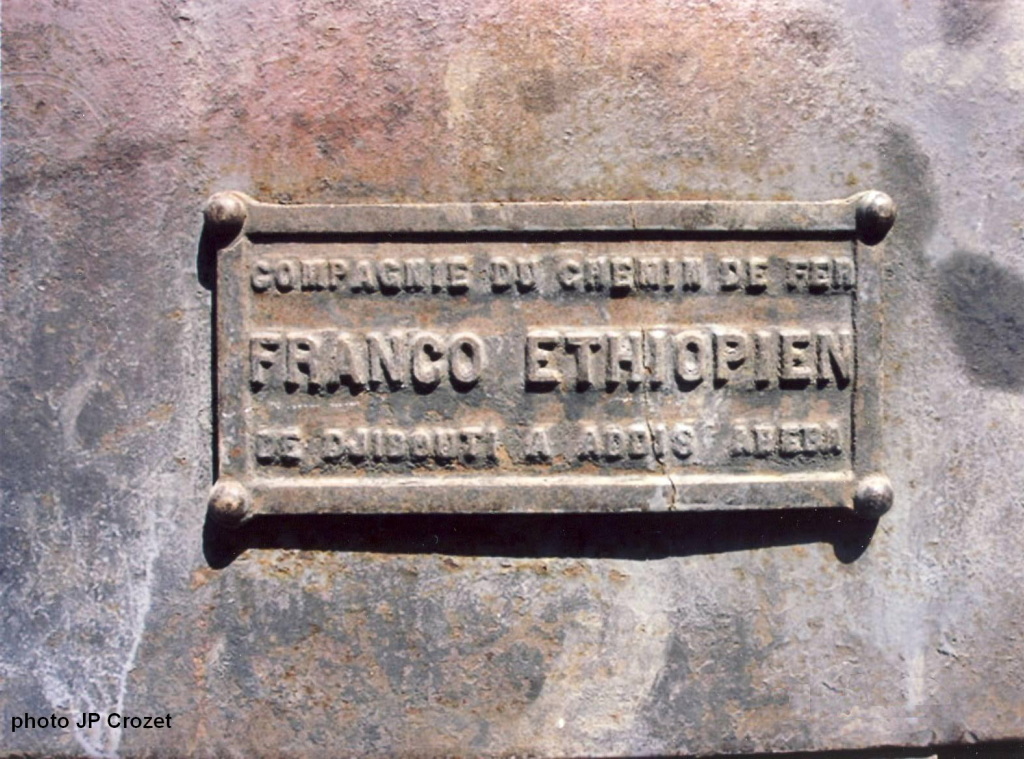 COMPAGNIE DU CHEMIN DE FER
FRANCO ETHIOPIEN
DE DJIBOUTI A ADDIS ABEBA
photo JP Crozet